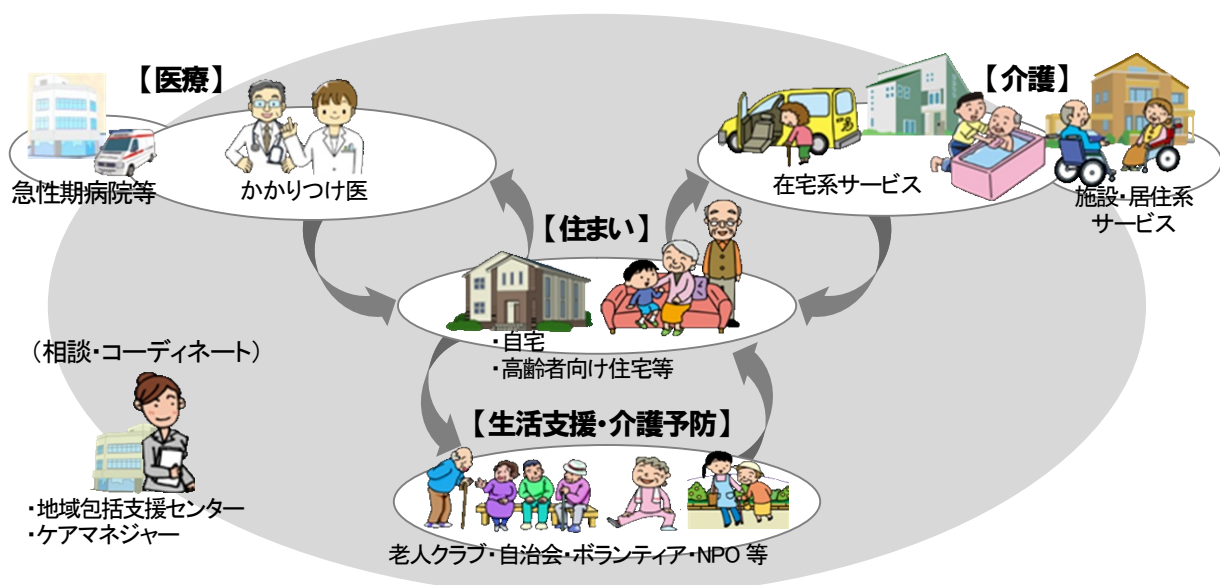 【医療】
急性期病院等
かかりつけ医
【介護】
在宅系サービス
施設・居住系
サービス
【住まい】
・自宅
・高齢者向け住宅等
（相談・コーディネート）
・地域包括支援センター
・ケアマネジャー
【生活支援・介護予防】
老人クラブ・自治会・ボランティア・NPO 等